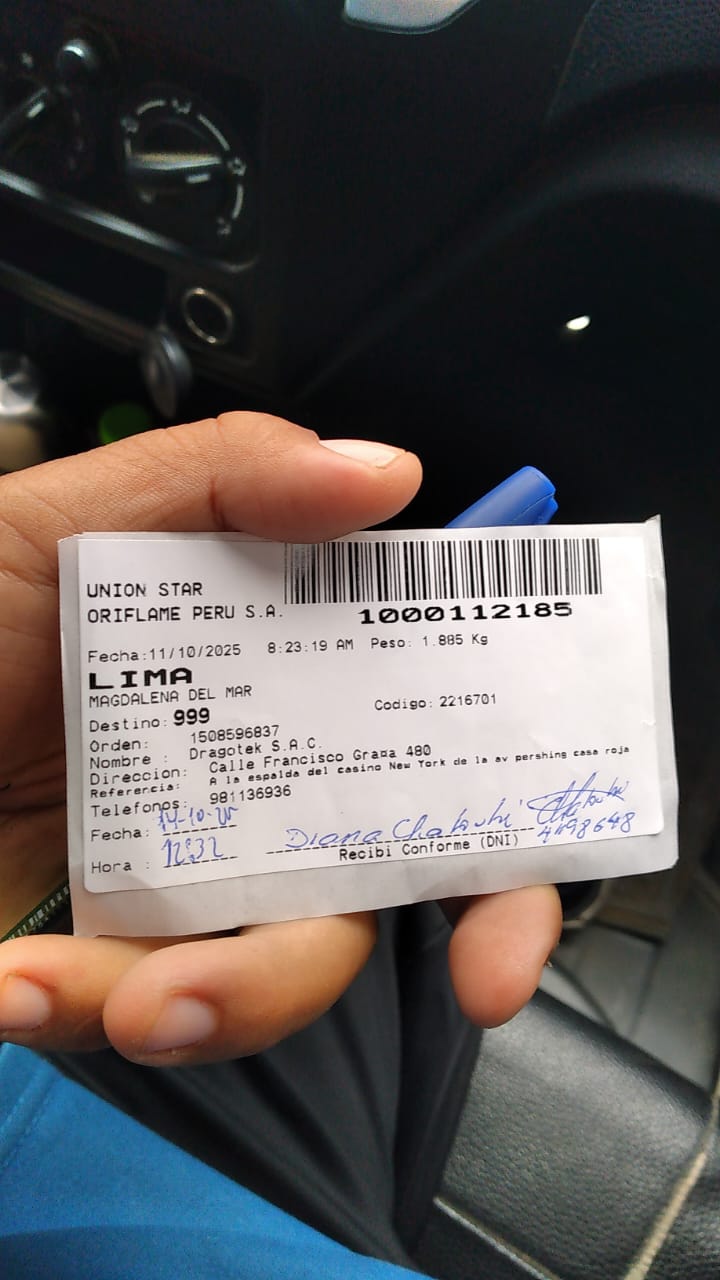 UNION STAR
ORIFLAME PERU S.A.
1000112185
Fecha:11/10/2025 8:23:19 AM Peso: 1.885 Kg
LIMA
MAGDALENA DEL MAR
Codigo: 2216701
Destino: 999
Orden: 1508596837
Nombre : Dragotek S.A.C.
Direccion: Calle Francisco Graña 480
Referencia: A la espalda del casino New York de la av pershing casa roja
Telefonos: 981136936
Fecha: 14-10-25
Hora : 12:32
Diana
Recibi Conforme (DNI)